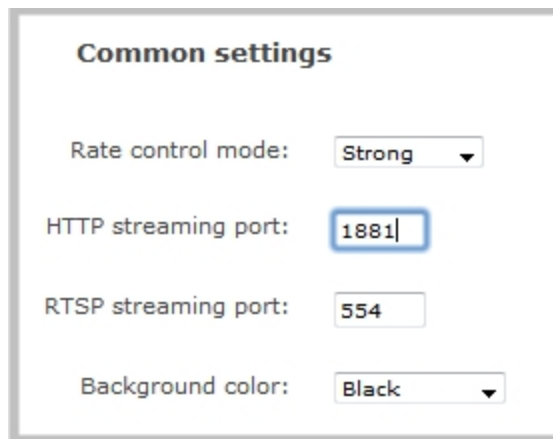 Common settings
Rate control mode: Strong
HTTP streaming port: 1881
RTSP streaming port: 554
Background color: Black